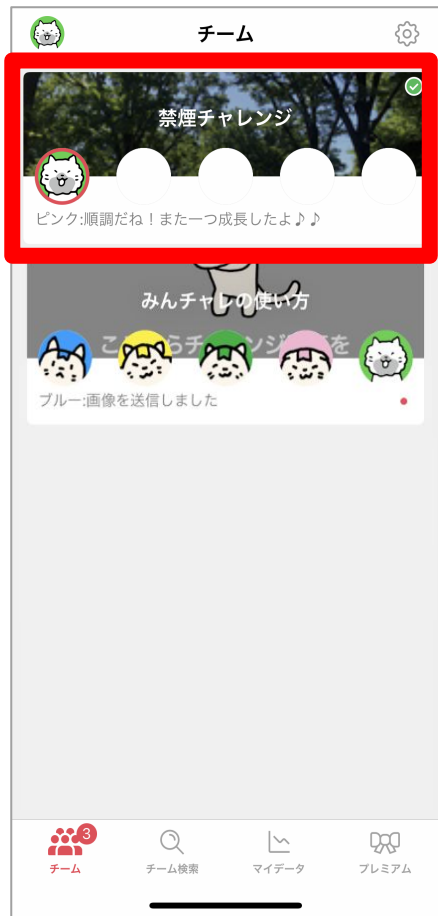 チーム
禁煙チャレンジ
ピンク:順調だね！また一つ成長したよ♪♪
みんチャレの使い方
ブルー:画像を送信しました
3
チーム
チーム検索
マイデータ
プレミアム